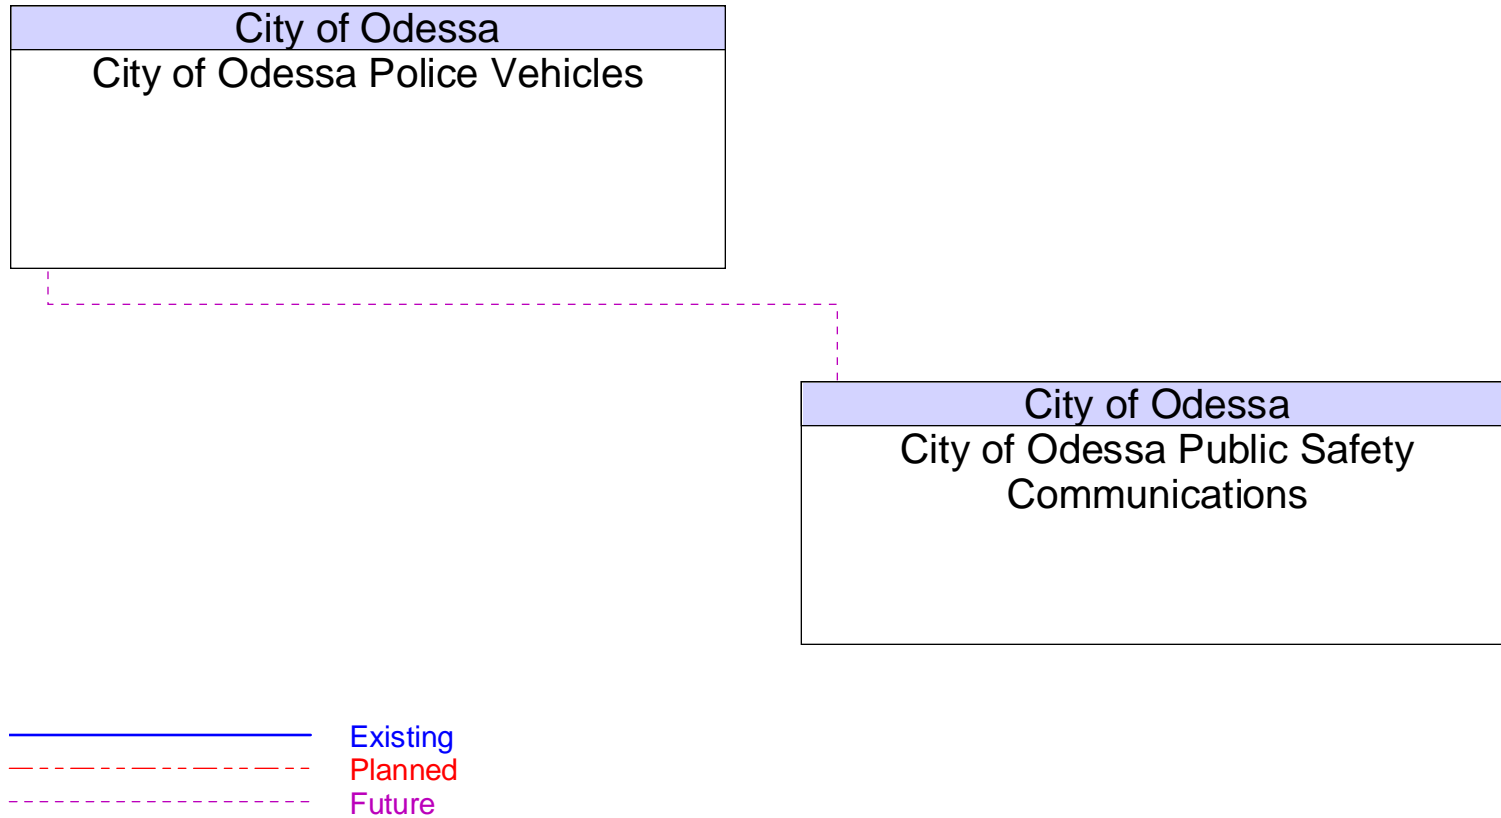 City of Odessa
City of Odessa Police Vehicles
City of Odessa
City of Odessa Public Safety
Communications
Existing
Planned
Future